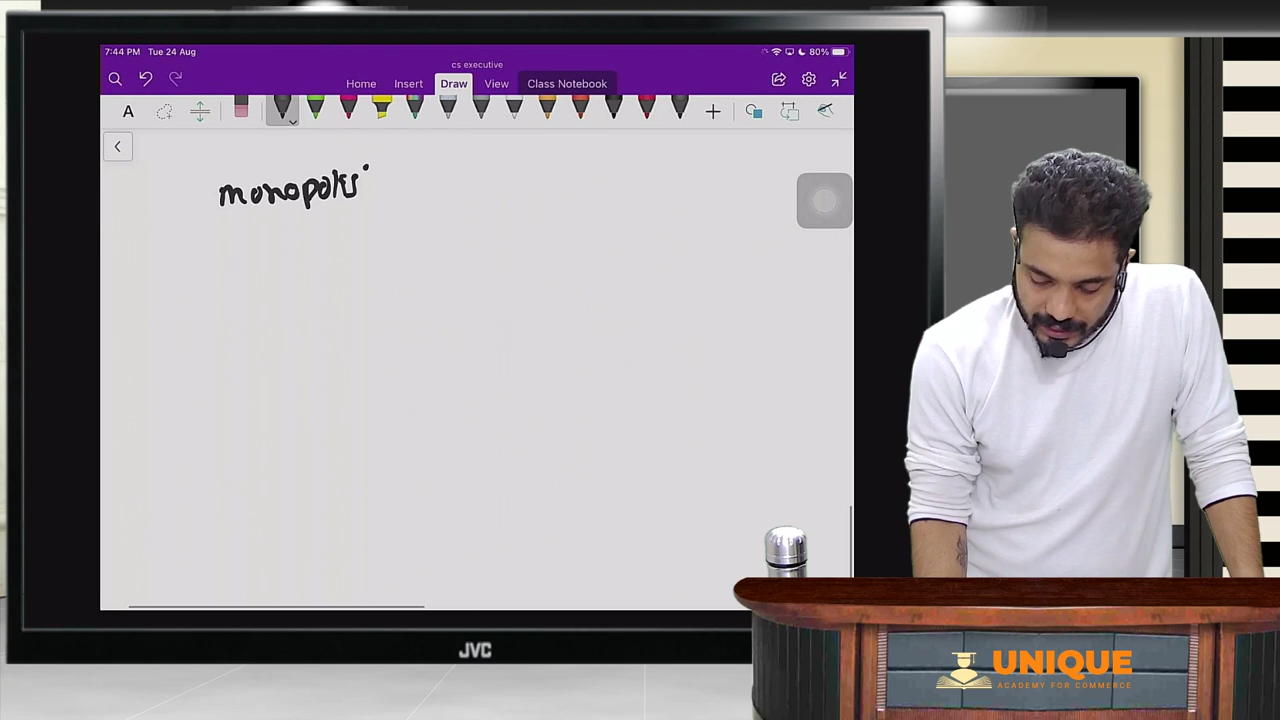 7:44 PM Tue 24 Aug
80%
cs executive
Home Insert Draw View Class Notebook
A
monopolis
JVC
UNIQUE
ACADEMY FOR COMMERCE